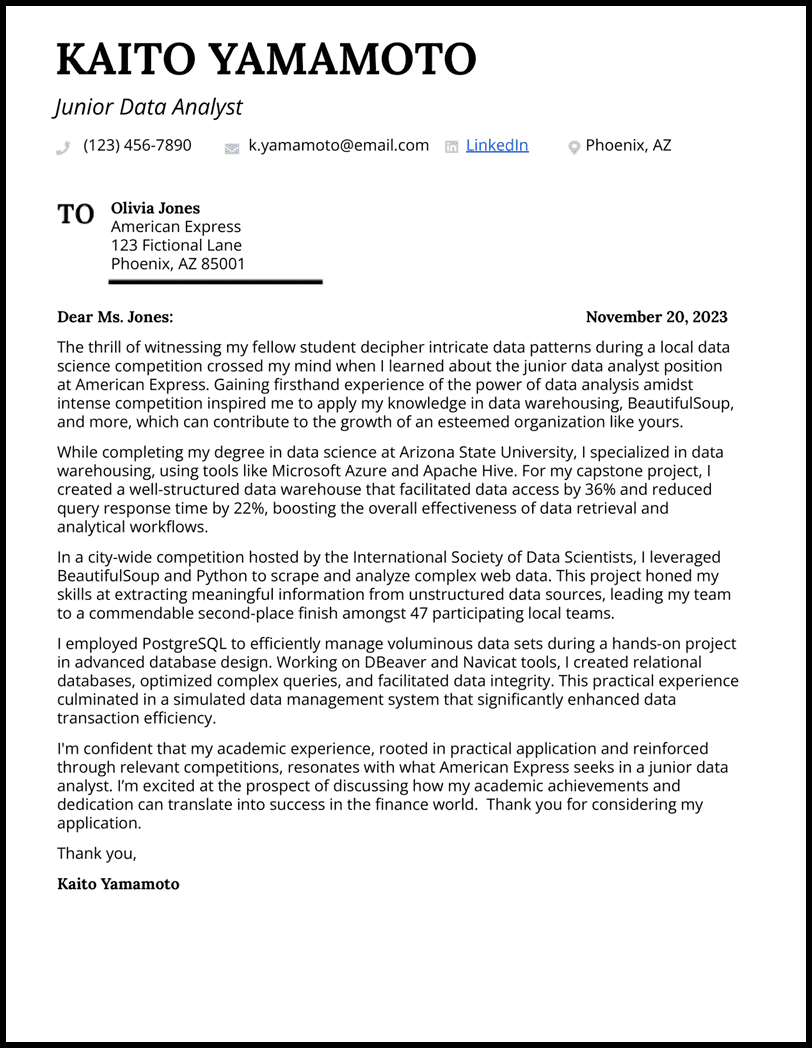 KAITO YAMAMOTO
Junior Data Analyst
(123) 456-7890 k.yamamoto@email.com LinkedIn Phoenix, AZ
TO
Olivia Jones
American Express
123 Fictional Lane
Phoenix, AZ 85001
Dear Ms. Jones: November 20, 2023
The thrill of witnessing my fellow student decipher intricate data patterns during a local data
science competition crossed my mind when I learned about the junior data analyst position
at American Express. Gaining firsthand experience of the power of data analysis amidst
intense competition inspired me to apply my knowledge in data warehousing, BeautifulSoup,
and more, which can contribute to the growth of an esteemed organization like yours.
While completing my degree in data science at Arizona State University, I specialized in data
warehousing, using tools like Microsoft Azure and Apache Hive. For my capstone project, I
created a well-structured data warehouse that facilitated data access by 36% and reduced
query response time by 22%, boosting the overall effectiveness of data retrieval and
analytical workflows.
In a city-wide competition hosted by the International Society of Data Scientists, I leveraged
BeautifulSoup and Python to scrape and analyze complex web data. This project honed my
skills at extracting meaningful information from unstructured data sources, leading my team
to a commendable second-place finish amongst 47 participating local teams.
I employed PostgreSQL to efficiently manage voluminous data sets during a hands-on project
in advanced database design. Working on DBeaver and Navicat tools, I created relational
databases, optimized complex queries, and facilitated data integrity. This practical experience
culminated in a simulated data management system that significantly enhanced data
transaction efficiency.
I'm confident that my academic experience, rooted in practical application and reinforced
through relevant competitions, resonates with what American Express seeks in a junior data
analyst. I’m excited at the prospect of discussing how my academic achievements and
dedication can translate into success in the finance world.  Thank you for considering my
application.
Thank you,
Kaito Yamamoto